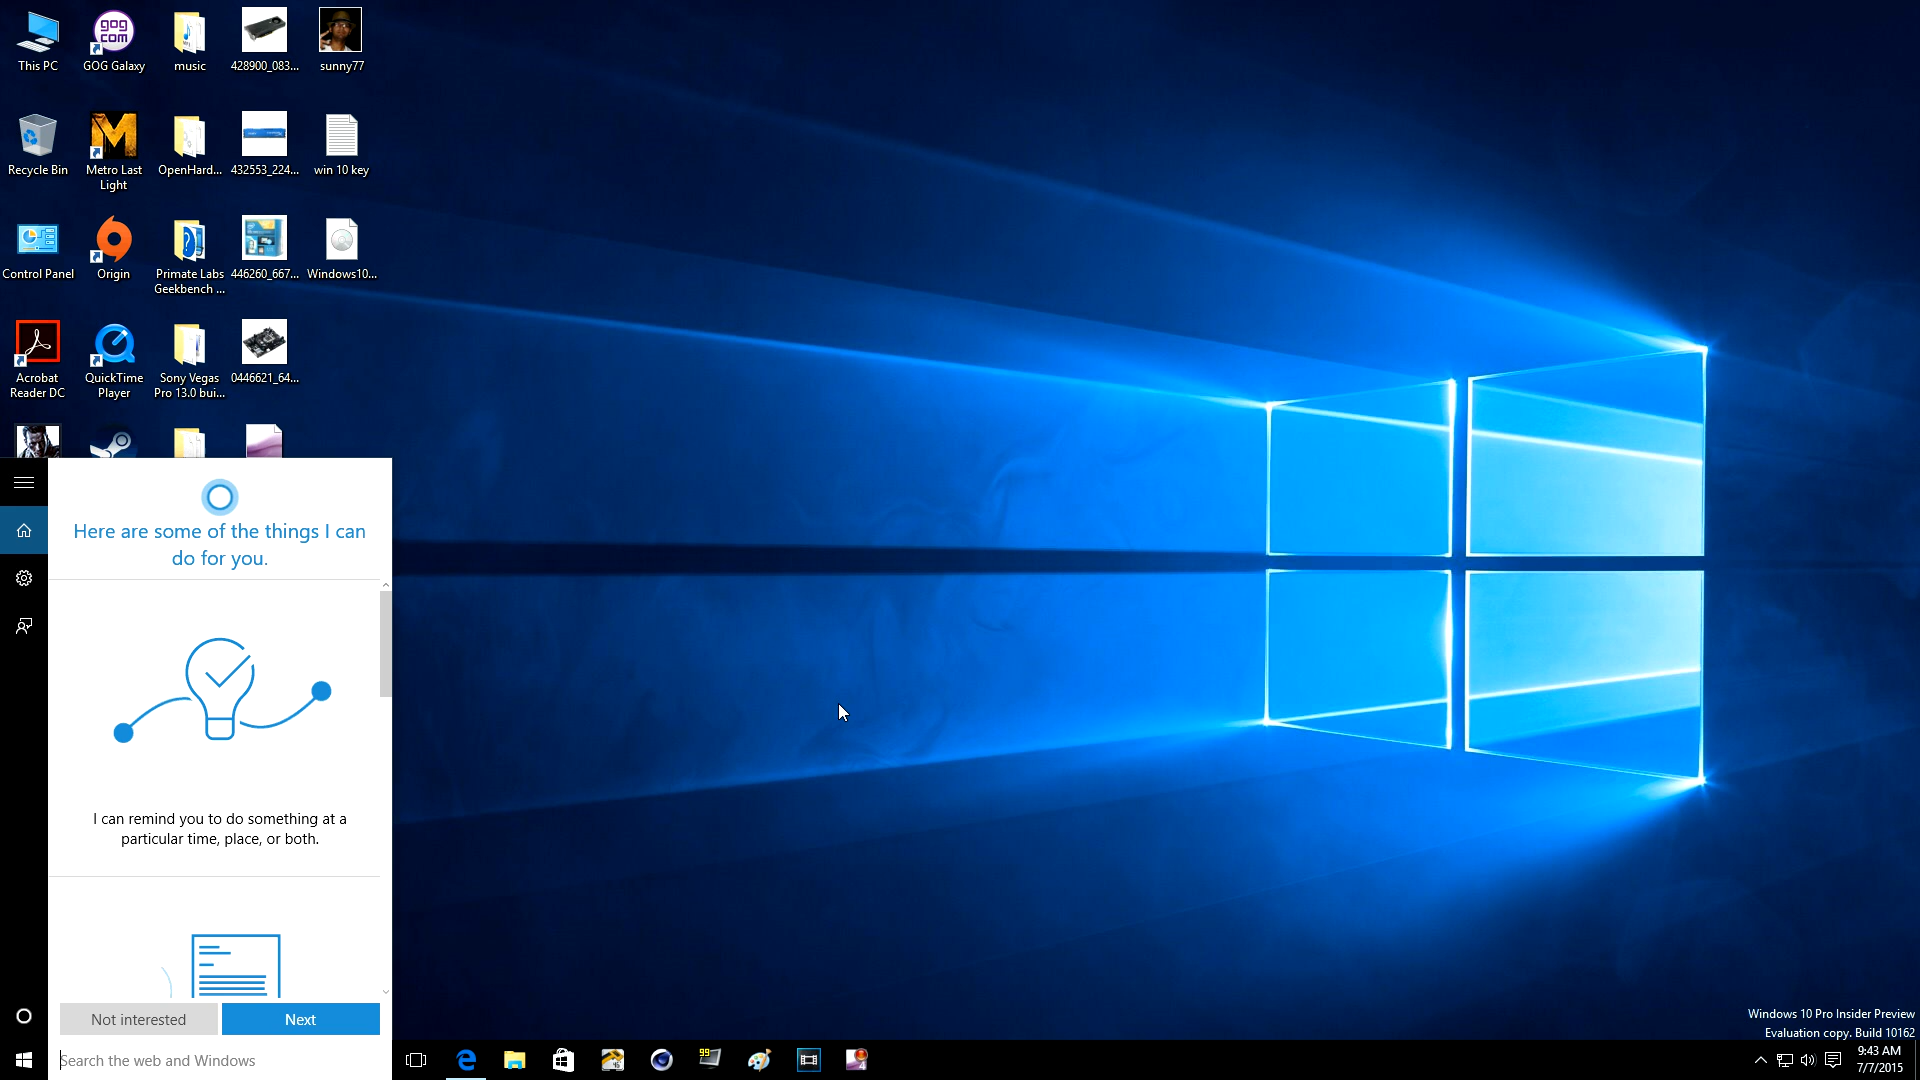 This PC
GOG Galaxy
music
428900_083...
sunny77
gog
com
Recycle Bin
Metro Last
Light
OpenHard...
432553_224...
win 10 key
Control Panel
Origin
Primate Labs
Geekbench ...
446260_667...
Windows10...
Acrobat
Reader DC
QuickTime
Player
Sony Vegas
Pro 13.0 bui...
0446621_64...
Here are some of the things I can
do for you.
I can remind you to do something at a
particular time, place, or both.
Not interested
Next
Search the web and Windows
99
Windows 10 Pro Insider Preview
Evaluation copy. Build 10162
9:43 AM
7/7/2015